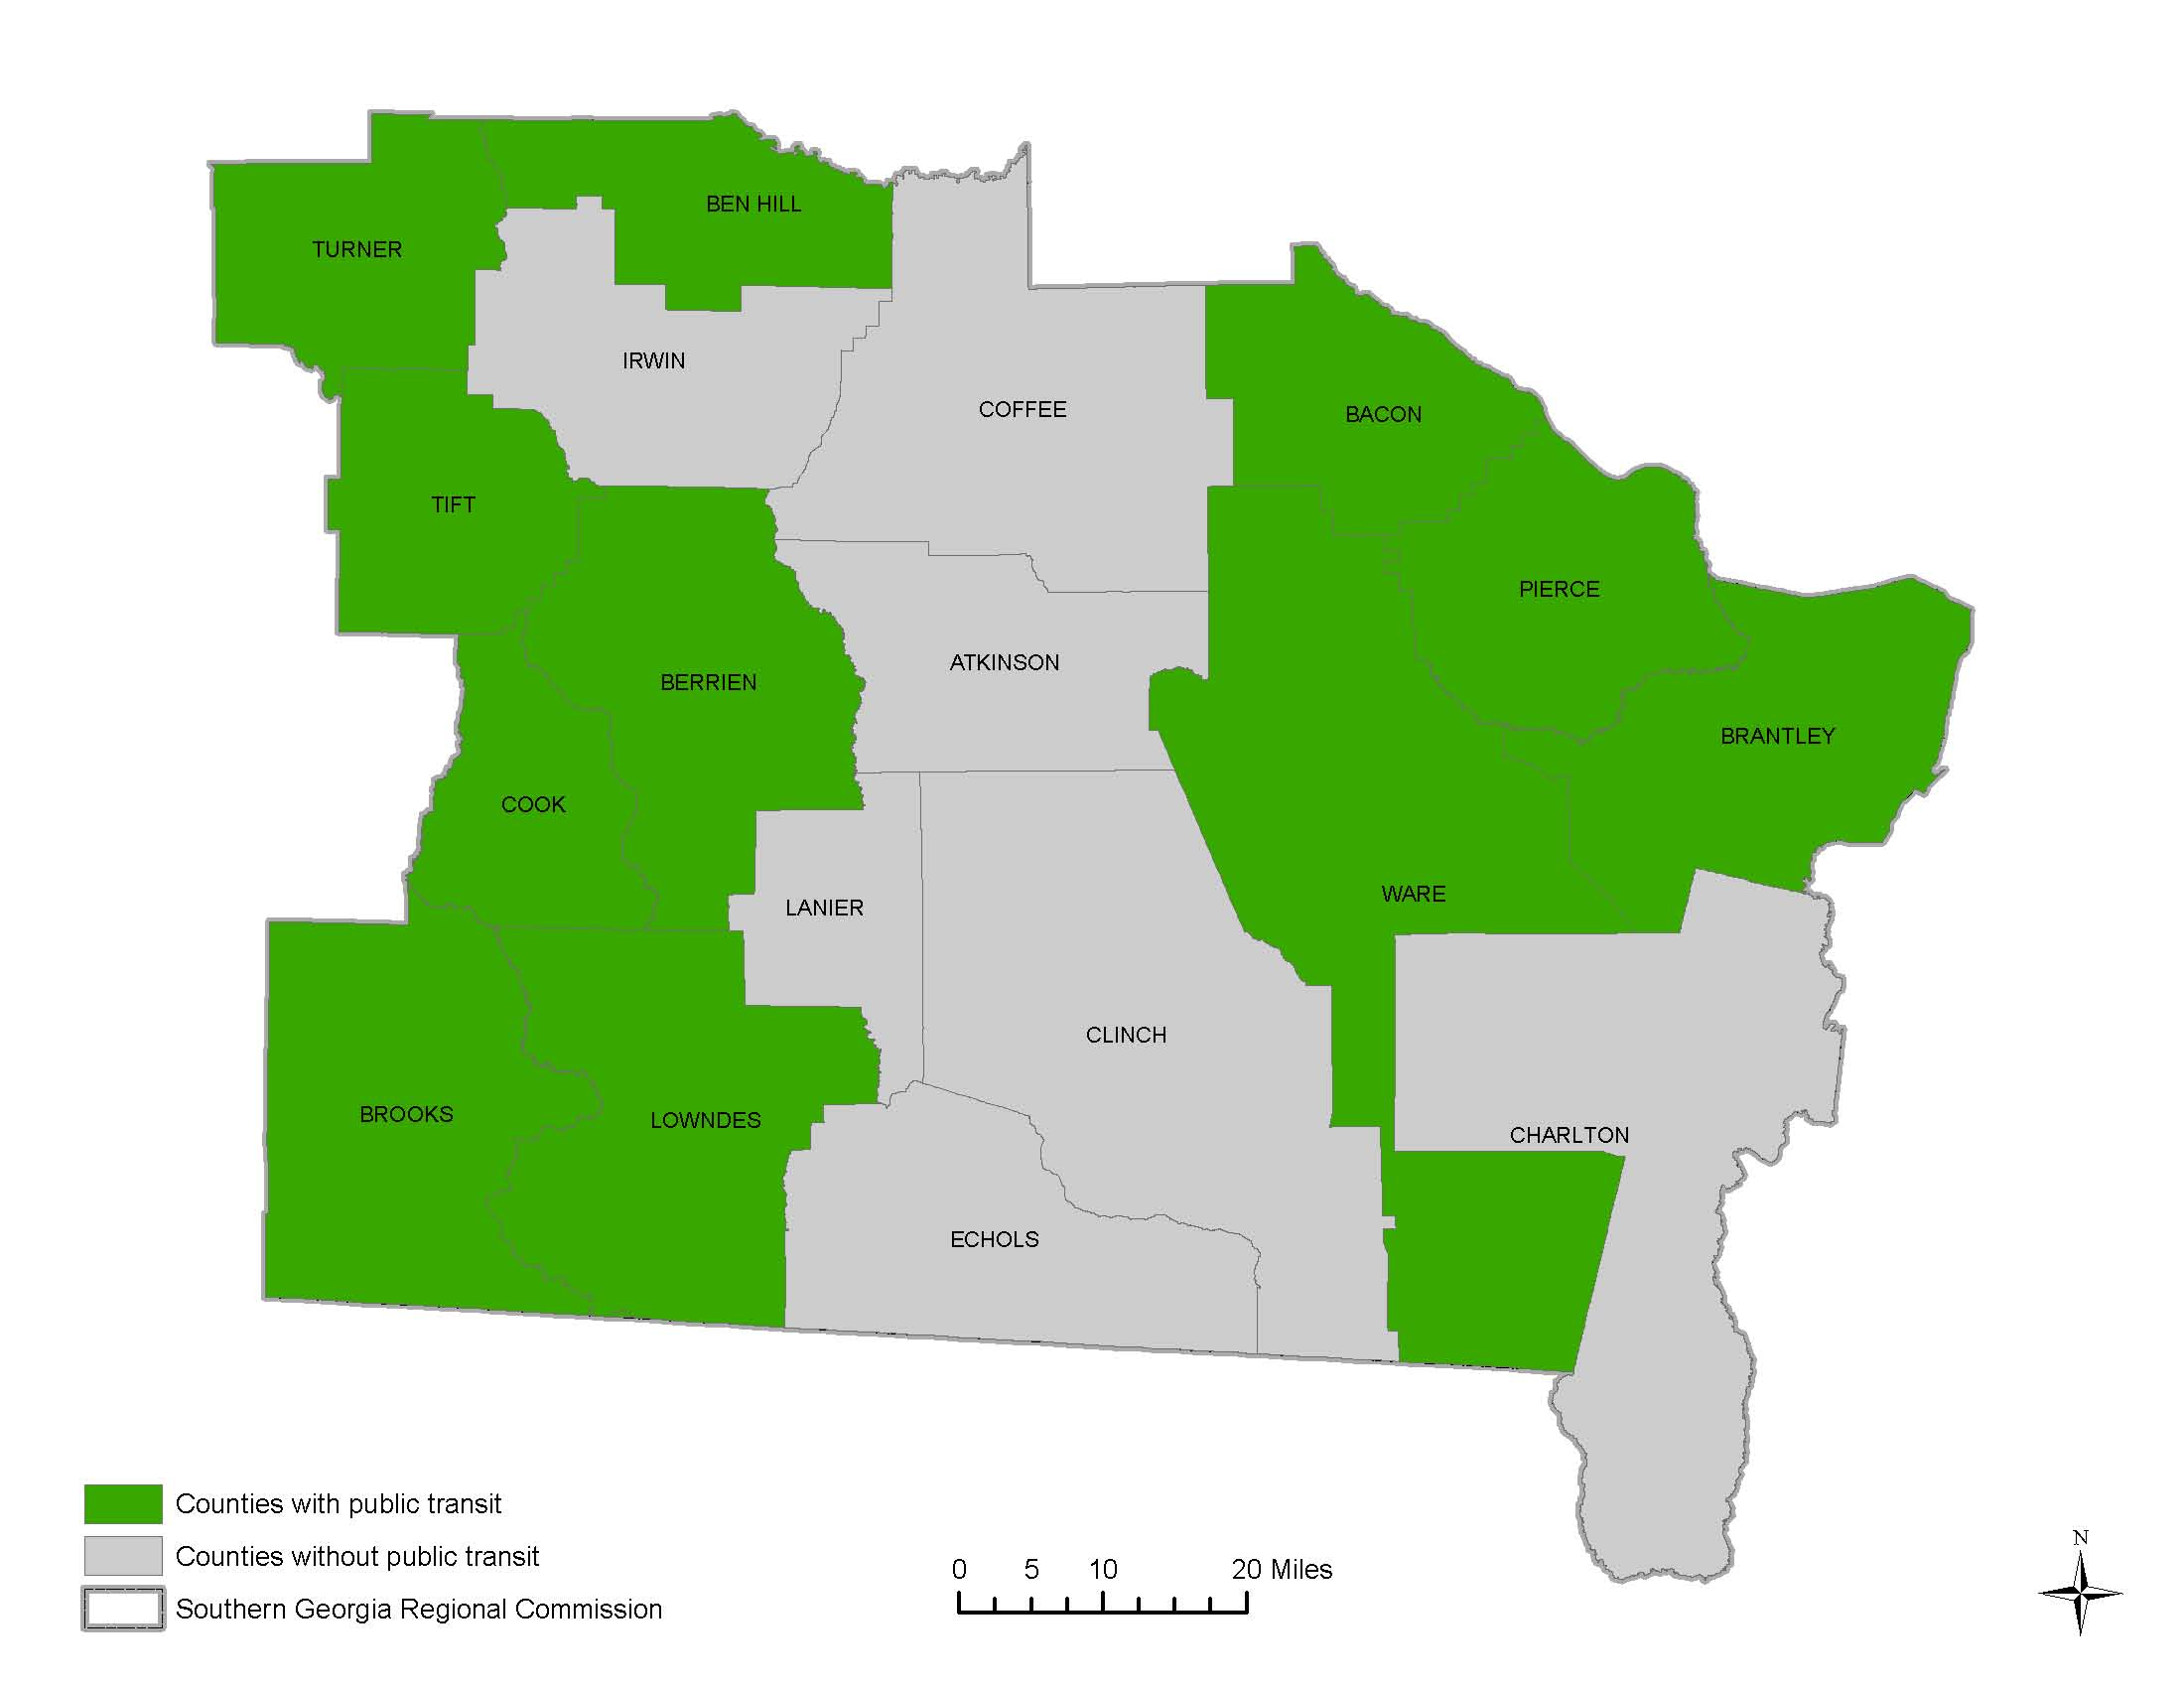 BEN HILL
TURNER
IRWIN
COFFEE
BACON
TIFT
PIERCE
ATKINSON
BERRIEN
BRANTLEY
COOK
WARE
LANIER
CLINCH
BROOKS
LOWNDES
CHARLTON
ECHOLS
Counties with public transit
Counties without public transit
Southern Georgia Regional Commission
0 5 10 20 Miles
N